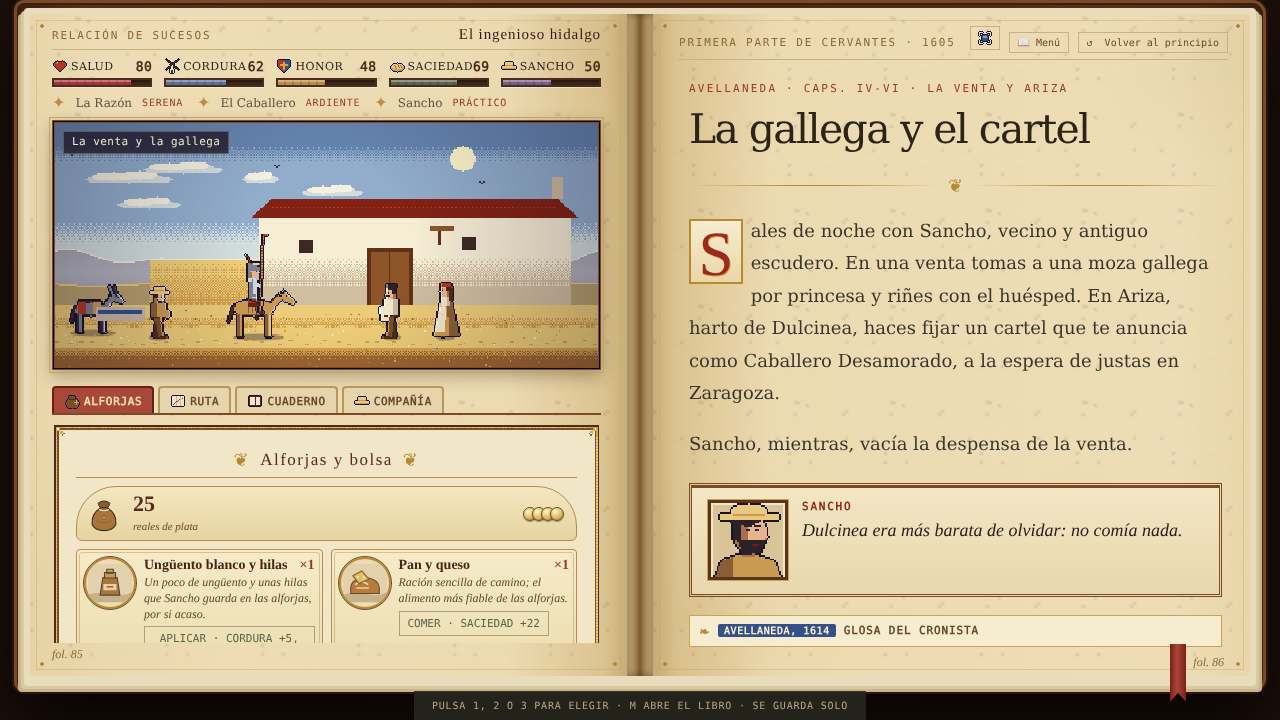 RELACIÓN DE SUCESOS
El ingenioso hidalgo
SALUD 80
CORDURA 62
HONOR 48
SACIEDAD 69
SANCHO 50
La Razón SERENA
El Caballero ARDIENTE
Sancho PRÁCTICO
La venta y la gallega
ALFORJAS
RUTA
CUADERNO
COMPAÑÍA
Alforjas y bolsa
25
reales de plata
Ungüento blanco y hilas ×1
Un poco de ungüento y unas hilas
que Sancho guarda en las alforjas,
por si acaso.
APLICAR · CORDURA +5,
Pan y queso ×1
Ración sencilla de camino; el
alimento más fiable de las alforjas.
COMER · SACIEDAD +22
fol. 85
PRIMERA PARTE DE CERVANTES · 1605
Menú
↺ Volver al principio
AVELLANEDA · CAPS. IV-VI · LA VENTA Y ARIZA
La gallega y el cartel
Sales de noche con Sancho, vecino y antiguo
escudero. En una venta tomas a una moza gallega
por princesa y riñes con el huésped. En Ariza,
harto de Dulcinea, haces fijar un cartel que te anuncia
como Caballero Desamorado, a la espera de justas en
Zaragoza.
Sancho, mientras, vacía la despensa de la venta.
SANCHO
Dulcinea era más barata de olvidar: no comía nada.
AVELLANEDA, 1614 GLOSA DEL CRONISTA
fol. 86
PULSA 1, 2 O 3 PARA ELEGIR · M ABRE EL LIBRO · SE GUARDA SOLO